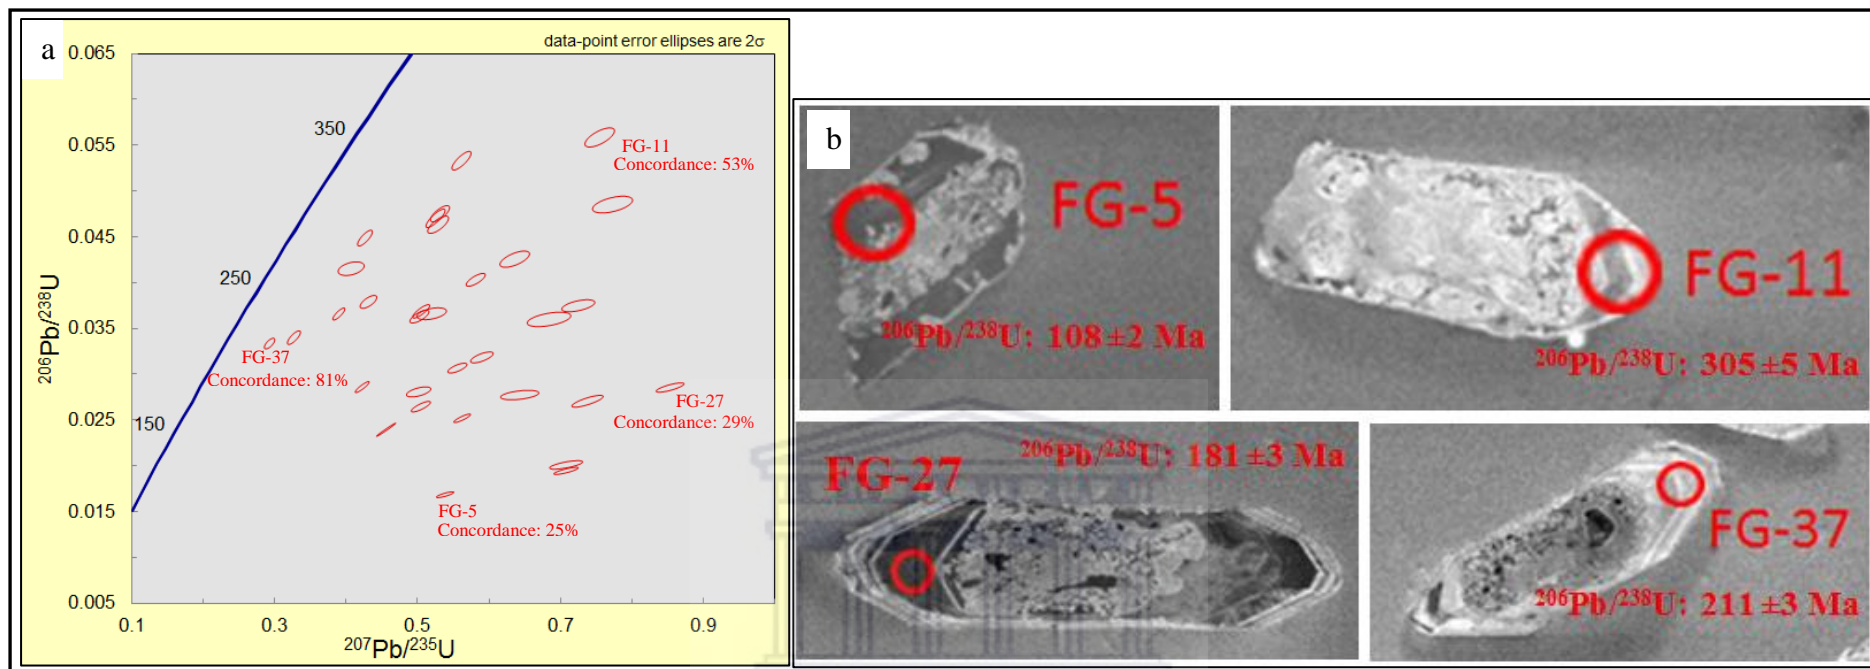 a
data-point error ellipses are 2σ
0.065
0.055
0.045
0.035
0.025
0.015
0.005
²⁰⁶Pb/²³⁸U
350
250
150
FG-11
Concordance: 53%
FG-37
Concordance: 81%
FG-27
Concordance: 29%
FG-5
Concordance: 25%
0.1
0.3
0.5
0.7
0.9
²⁰⁷Pb/²³⁵U
b
FG-5
²⁰⁶Pb/²³⁸U: 108 ±2 Ma
FG-11
²⁰⁶Pb/²³⁸U: 305 ±5 Ma
FG-27
²⁰⁶Pb/²³⁸U: 181 ±3 Ma
FG-37
²⁰⁶Pb/²³⁸U: 211 ±3 Ma